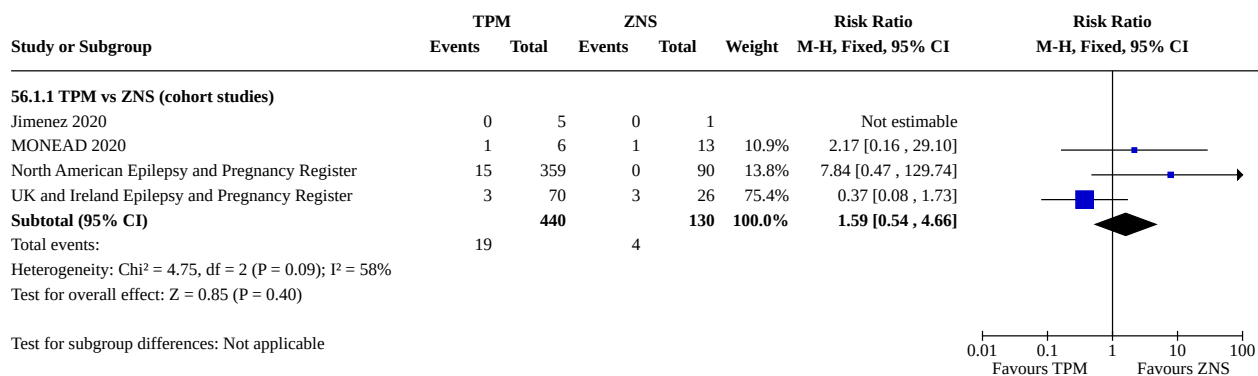 TPM ZNS Risk Ratio Risk Ratio
Study or Subgroup Events Total Events Total Weight M-H, Fixed, 95% CI M-H, Fixed, 95% CI
56.1.1 TPM vs ZNS (cohort studies)
Jimenez 2020 0 5 0 1 Not estimable
MONEAD 2020 1 6 1 13 10.9% 2.17 [0.16 , 29.10]
North American Epilepsy and Pregnancy Register 15 359 0 90 13.8% 7.84 [0.47 , 129.74]
UK and Ireland Epilepsy and Pregnancy Register 3 70 3 26 75.4% 0.37 [0.08 , 1.73]
Subtotal (95% CI) 440 130 100.0% 1.59 [0.54 , 4.66]
Total events: 19 4
Heterogeneity: Chi² = 4.75, df = 2 (P = 0.09); I² = 58%
Test for overall effect: Z = 0.85 (P = 0.40)
Test for subgroup differences: Not applicable
0.01 0.1 1 10 100
Favours TPM Favours ZNS